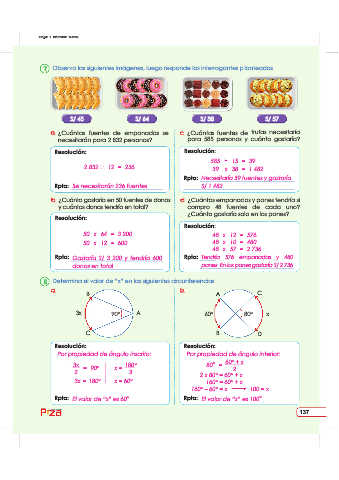 7 Observa las siguientes imágenes, luego responde las interrogantes planteadas
S/ 45 S/ 64 S/ 38 S/ 57
a. ¿Cuántas fuentes de empanadas se
necesitarán para 2 832 personas?
Resolución:
2 832 ÷ 12 = 236
Rpta: Se necesitarán 236 fuentes
c. ¿Cuántas fuentes de trufas necesitaría
para 585 personas y cuánto gastaría?
Resolución:
585 ÷ 15 = 39
39 x 38 = 1 482
Rpta: Necesitaría 39 fuentes y gastaría
S/ 1 482
b. ¿Cuánto gastaría en 50 fuentes de donas
y cuántas donas tendría en total?
Resolución:
50 x 64 = 3 200
50 x 12 = 600
Rpta: Gastaría S/ 3 200 y tendría 600
donas en total
d. ¿Cuántas empanadas y panes tendría si
compro 48 fuentes de cada uno?
¿Cuánto gastaría solo en los panes?
Resolución:
48 x 12 = 576
48 x 10 = 480
48 x 57 = 2 736
Rpta: Tendría 576 empanadas y 480
panes. En los panes gastaría S/ 2 736
8 Determina el valor de “x” en las siguientes circunferencias
a.
B
3x
90°
A
C
b.
A
C
60°
80°
x
B
D
Resolución:
Por propiedad de ángulo inscrito:
3x/2 = 90° x = 180°/3
3x = 180° x = 60°
Rpta: El valor de “x” es 60°
Resolución:
Por propiedad de ángulo interior:
80° = 60° + x/2
2 x 80° = 60° + x
160° = 60° + x
160° – 60° = x ⟶ 100 = x
Rpta: El valor de “x” es 100°
137